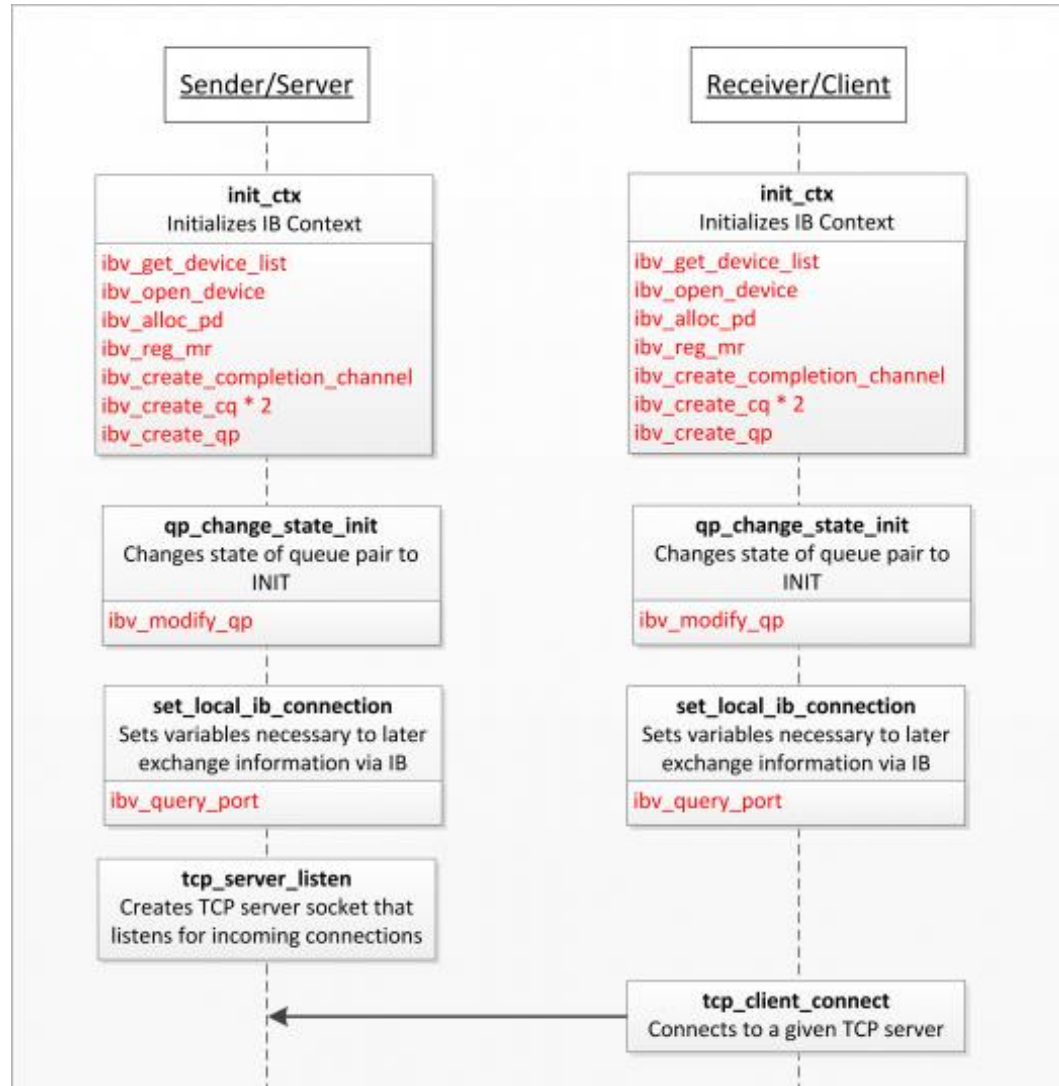 Sender/Server
Receiver/Client
init_ctx
Initializes IB Context
ibv_get_device_list
ibv_open_device
ibv_alloc_pd
ibv_reg_mr
ibv_create_completion_channel
ibv_create_cq * 2
ibv_create_qp
init_ctx
Initializes IB Context
ibv_get_device_list
ibv_open_device
ibv_alloc_pd
ibv_reg_mr
ibv_create_completion_channel
ibv_create_cq * 2
ibv_create_qp
qp_change_state_init
Changes state of queue pair to
INIT
ibv_modify_qp
qp_change_state_init
Changes state of queue pair to
INIT
ibv_modify_qp
set_local_ib_connection
Sets variables necessary to later
exchange information via IB
ibv_query_port
set_local_ib_connection
Sets variables necessary to later
exchange information via IB
ibv_query_port
tcp_server_listen
Creates TCP server socket that
listens for incoming connections
tcp_client_connect
Connects to a given TCP server